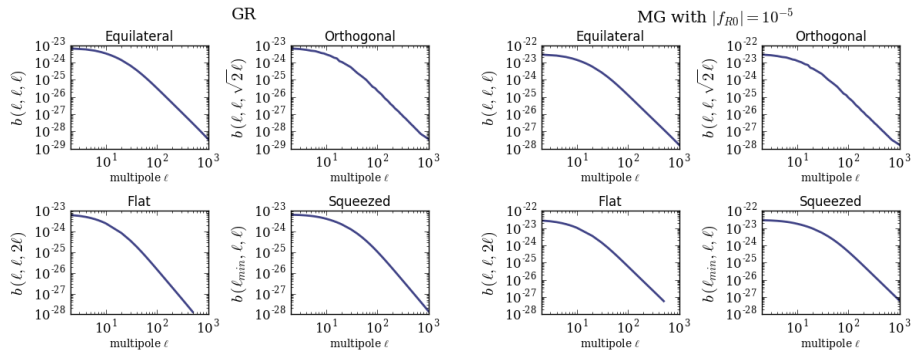 GR
MG with |f_{R0}| = 10^{-5}
Equilateral
Orthogonal
Equilateral
Orthogonal
b(ℓ, ℓ, ℓ)
10^{-23}
10^{-24}
10^{-25}
10^{-26}
10^{-27}
10^{-28}
10^{-29}
10^1 10^2 10^3
multipole ℓ
b(ℓ, ℓ, √2 ℓ)
10^{-23}
10^{-24}
10^{-25}
10^{-26}
10^{-27}
10^{-28}
10^{-29}
10^1 10^2 10^3
multipole ℓ
b(ℓ, ℓ, ℓ)
10^{-22}
10^{-23}
10^{-24}
10^{-25}
10^{-26}
10^{-27}
10^{-28}
10^1 10^2 10^3
multipole ℓ
b(ℓ, ℓ, √2 ℓ)
10^{-22}
10^{-23}
10^{-24}
10^{-25}
10^{-26}
10^{-27}
10^{-28}
10^1 10^2 10^3
multipole ℓ
Flat
Squeezed
Flat
Squeezed
b(ℓ, ℓ, 2ℓ)
10^{-23}
10^{-24}
10^{-25}
10^{-26}
10^{-27}
10^{-28}
10^1 10^2 10^3
multipole ℓ
b(ℓ_{min}, ℓ, ℓ)
10^{-23}
10^{-24}
10^{-25}
10^{-26}
10^{-27}
10^{-28}
10^1 10^2 10^3
multipole ℓ
b(ℓ, ℓ, 2ℓ)
10^{-22}
10^{-23}
10^{-24}
10^{-25}
10^{-26}
10^{-27}
10^{-28}
10^1 10^2 10^3
multipole ℓ
b(ℓ_{min}, ℓ, ℓ)
10^{-22}
10^{-23}
10^{-24}
10^{-25}
10^{-26}
10^{-27}
10^1 10^2 10^3
multipole ℓ